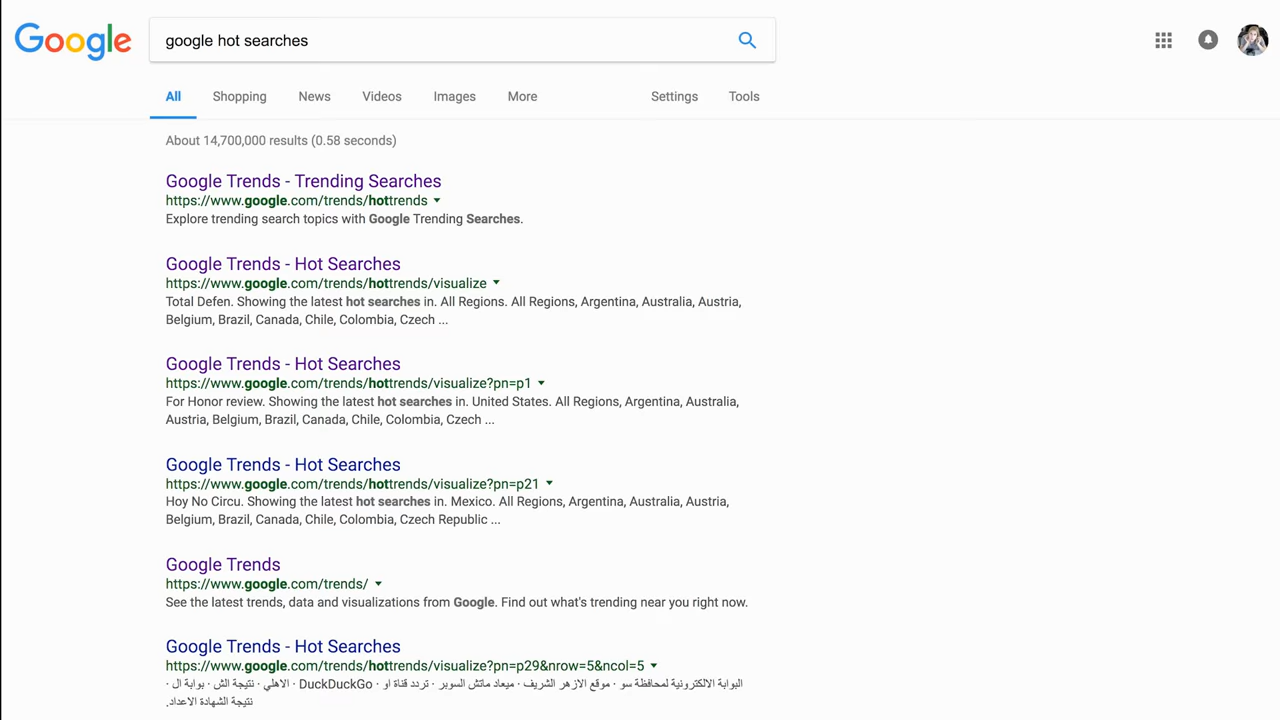 Google
google hot searches
All Shopping News Videos Images More Settings Tools
About 14,700,000 results (0.58 seconds)
Google Trends - Trending Searches
https://www.google.com/trends/hottrends
Explore trending search topics with Google Trending Searches.
Google Trends - Hot Searches
https://www.google.com/trends/hottrends/visualize
Total Defen. Showing the latest hot searches in. All Regions. All Regions, Argentina, Australia, Austria,
Belgium, Brazil, Canada, Chile, Colombia, Czech ...
Google Trends - Hot Searches
https://www.google.com/trends/hottrends/visualize?pn=p1
For Honor review. Showing the latest hot searches in. United States. All Regions, Argentina, Australia,
Austria, Belgium, Brazil, Canada, Chile, Colombia, Czech ...
Google Trends - Hot Searches
https://www.google.com/trends/hottrends/visualize?pn=p21
Hoy No Circu. Showing the latest hot searches in. Mexico. All Regions, Argentina, Australia, Austria,
Belgium, Brazil, Canada, Chile, Colombia, Czech Republic ...
Google Trends
https://www.google.com/trends/
See the latest trends, data and visualizations from Google. Find out what's trending near you right now.
Google Trends - Hot Searches
https://www.google.com/trends/hottrends/visualize?pn=p29&nrow=5&ncol=5
البوابة الالكترونية لمحافظة سو · موقع الازهر الشريف · ميعاد ماتش السوبر · تردد قناة او · DuckDuckGo · الاهلي · نتيجة الش · بوابة ال ·
نتيجة الشهادة الاعداد.